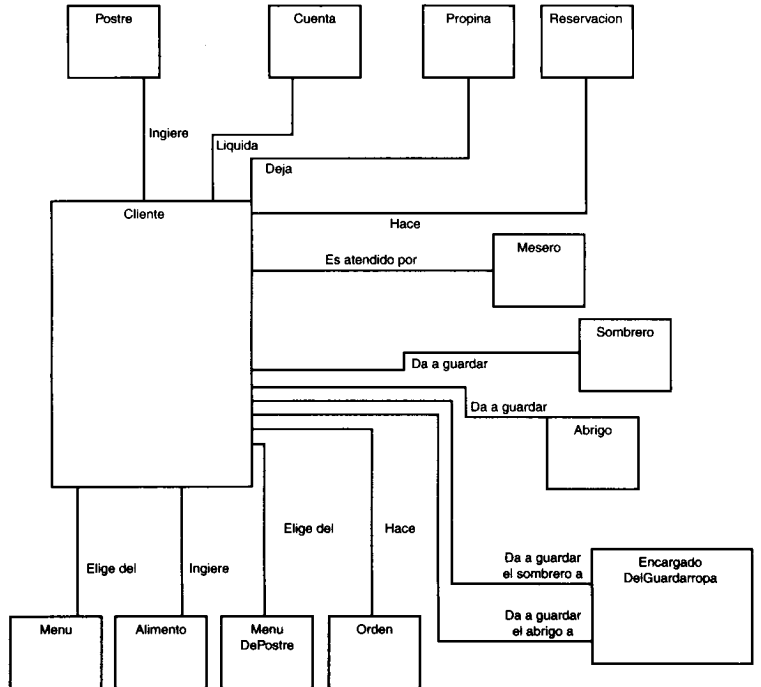 Postre
Cuenta
Propina
Reservacion
Ingiere
Liquida
Deja
Cliente
Hace
Es atendido por
Mesero
Sombrero
Da a guardar
Da a guardar
Abrigo
Elige del
Hace
Elige del
Ingiere
Da a guardar
el sombrero a
Encargado
DelGuardarropa
Da a guardar
el abrigo a
Menu
Alimento
Menu
DePostre
Orden